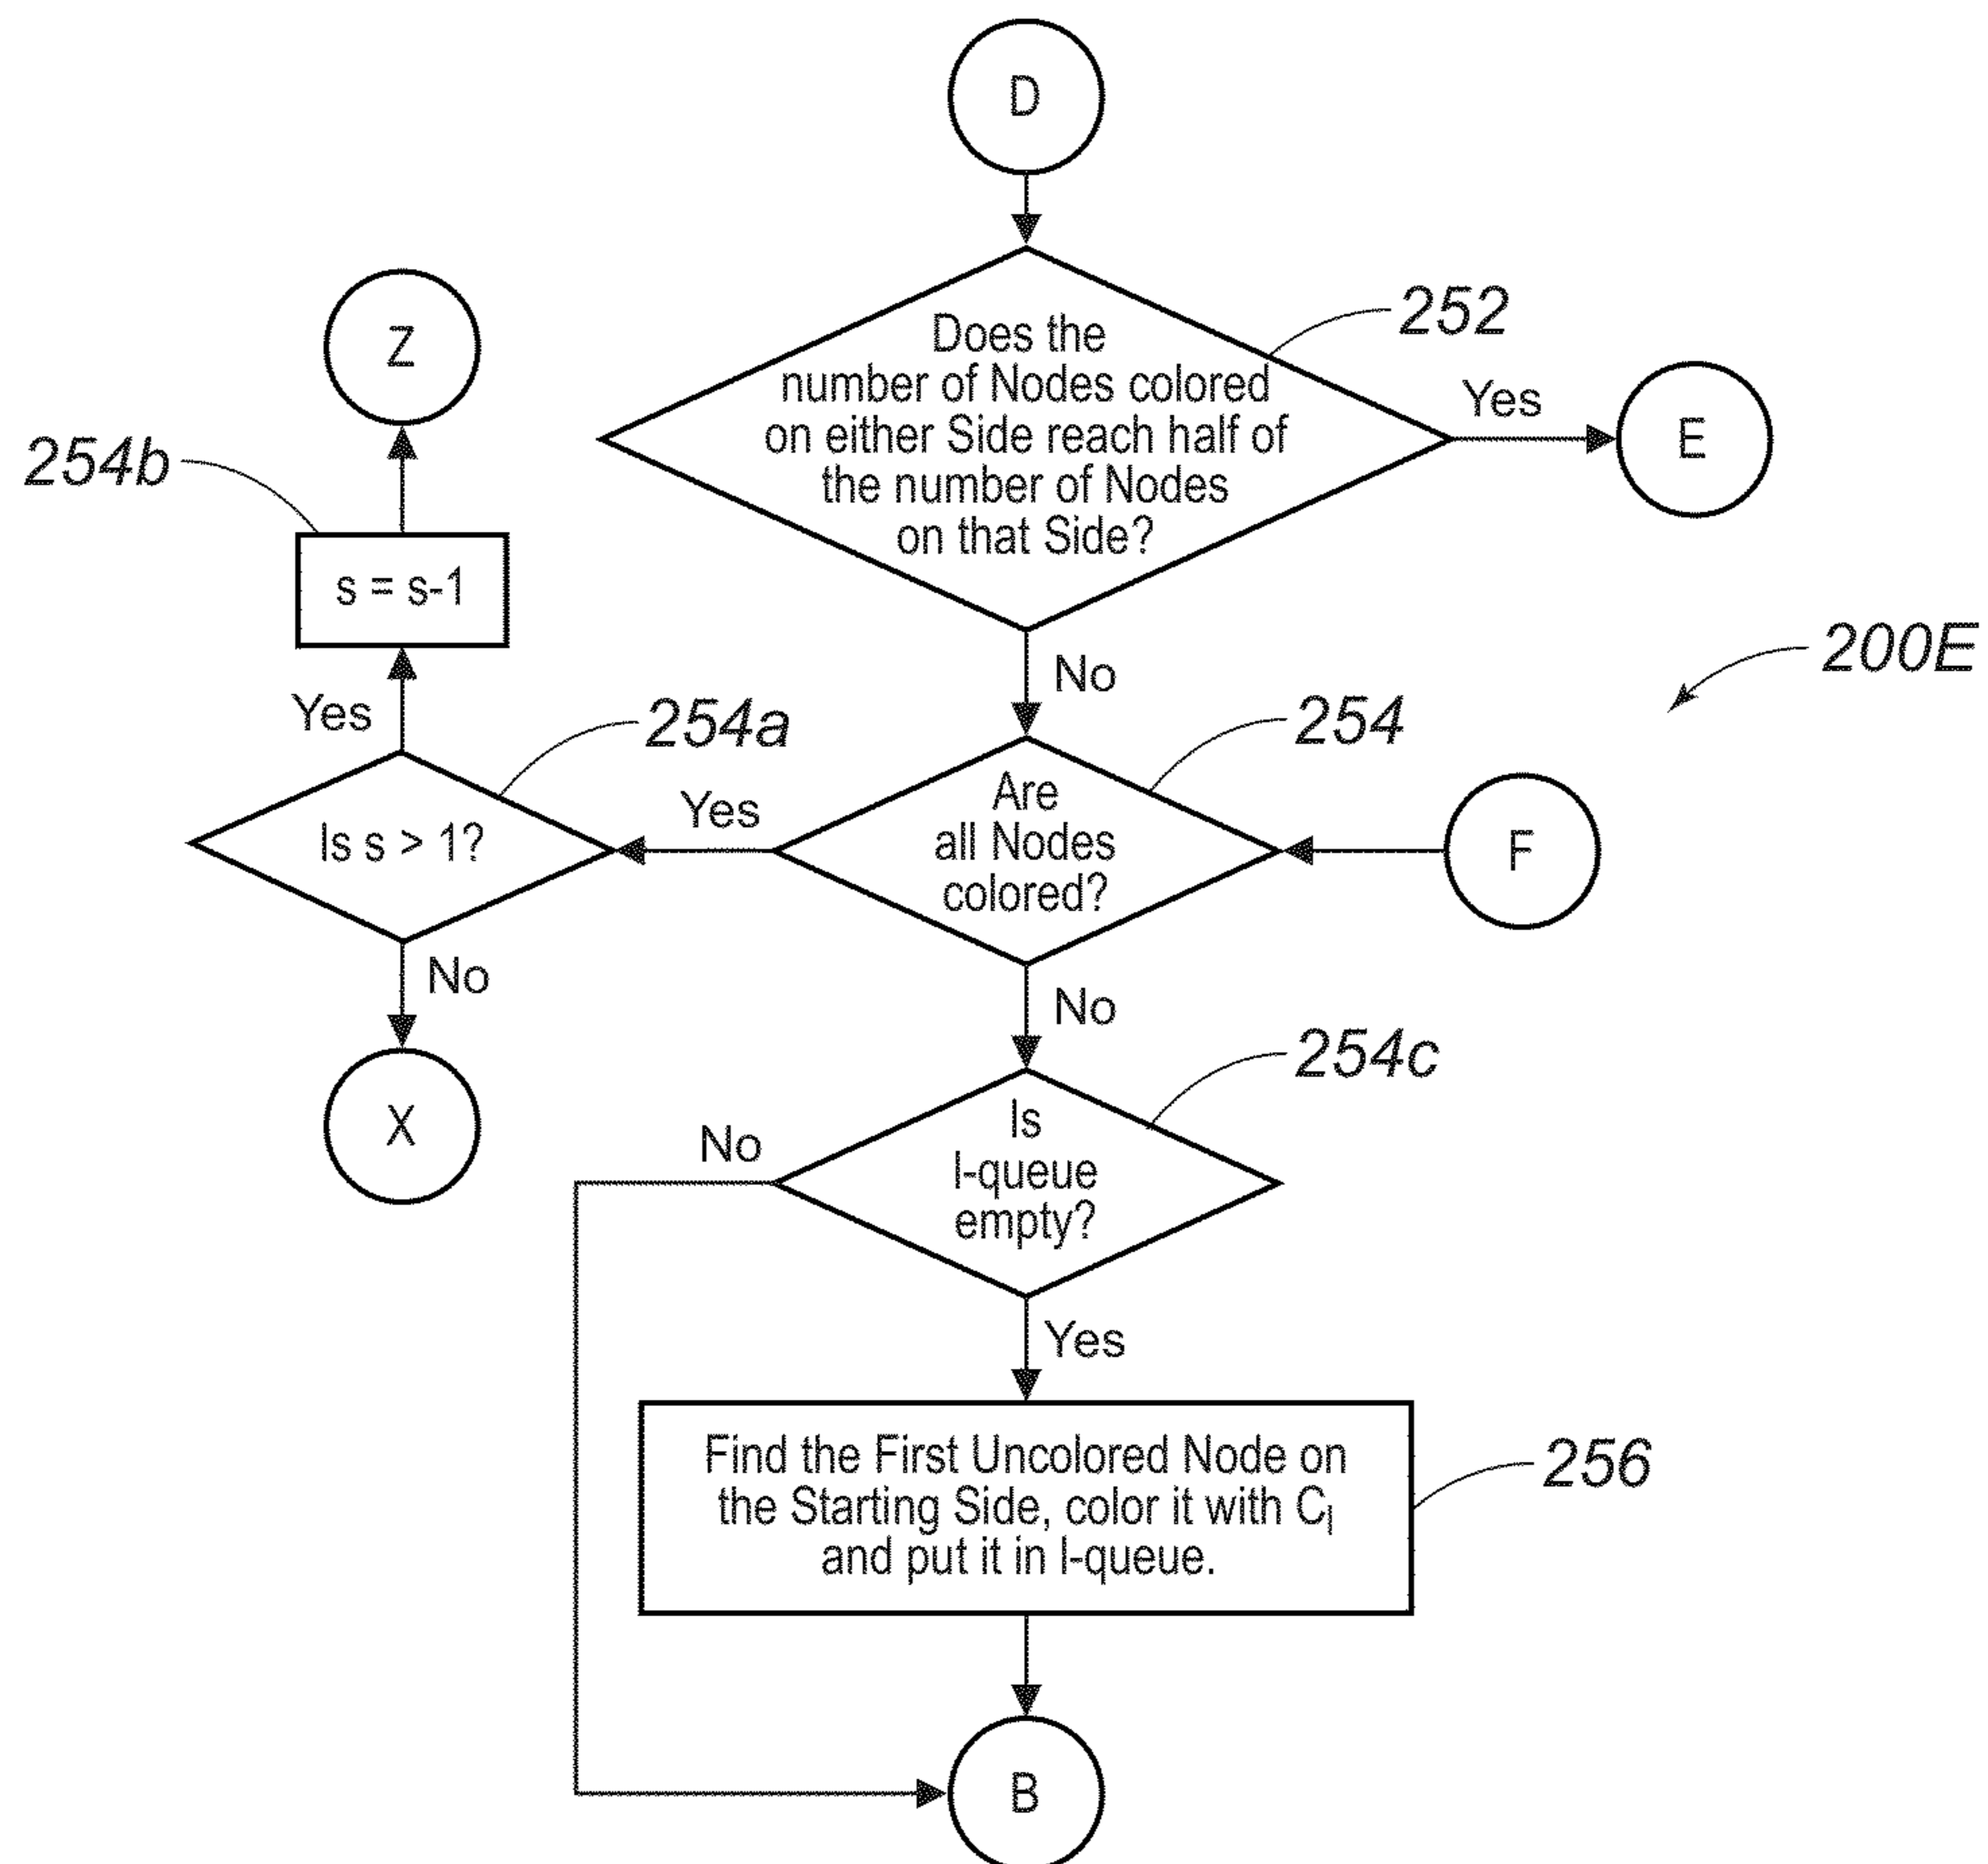 D
Does the
number of Nodes colored
on either Side reach half of
the number of Nodes
on that Side?
252
Yes
E
Z
254b
s = s-1
No
200E
Yes
254a
Is s > 1?
Yes
254
Are
all Nodes
colored?
F
No
X
No
254c
Is
I-queue
empty?
No
Yes
Find the First Uncolored Node on
the Starting Side, color it with CI
and put it in I-queue.
256
B